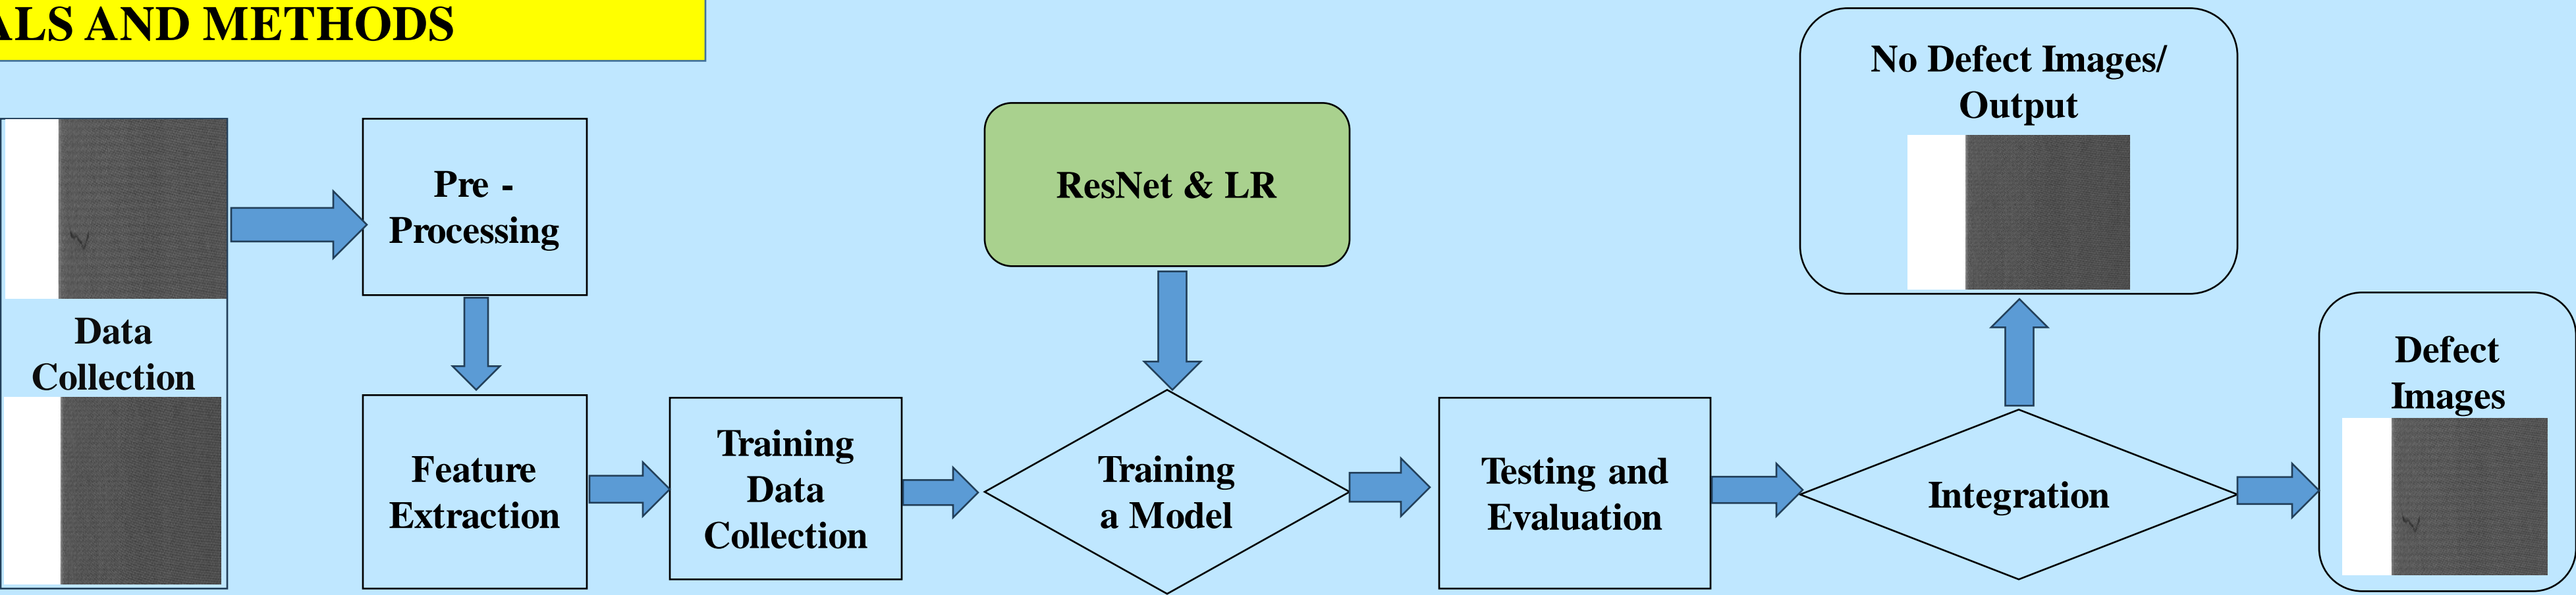 ALS AND METHODS
Data
Collection
Pre -
Processing
Feature
Extraction
Training
Data
Collection
ResNet & LR
Training
a Model
Testing and
Evaluation
Integration
No Defect Images/
Output
Defect
Images